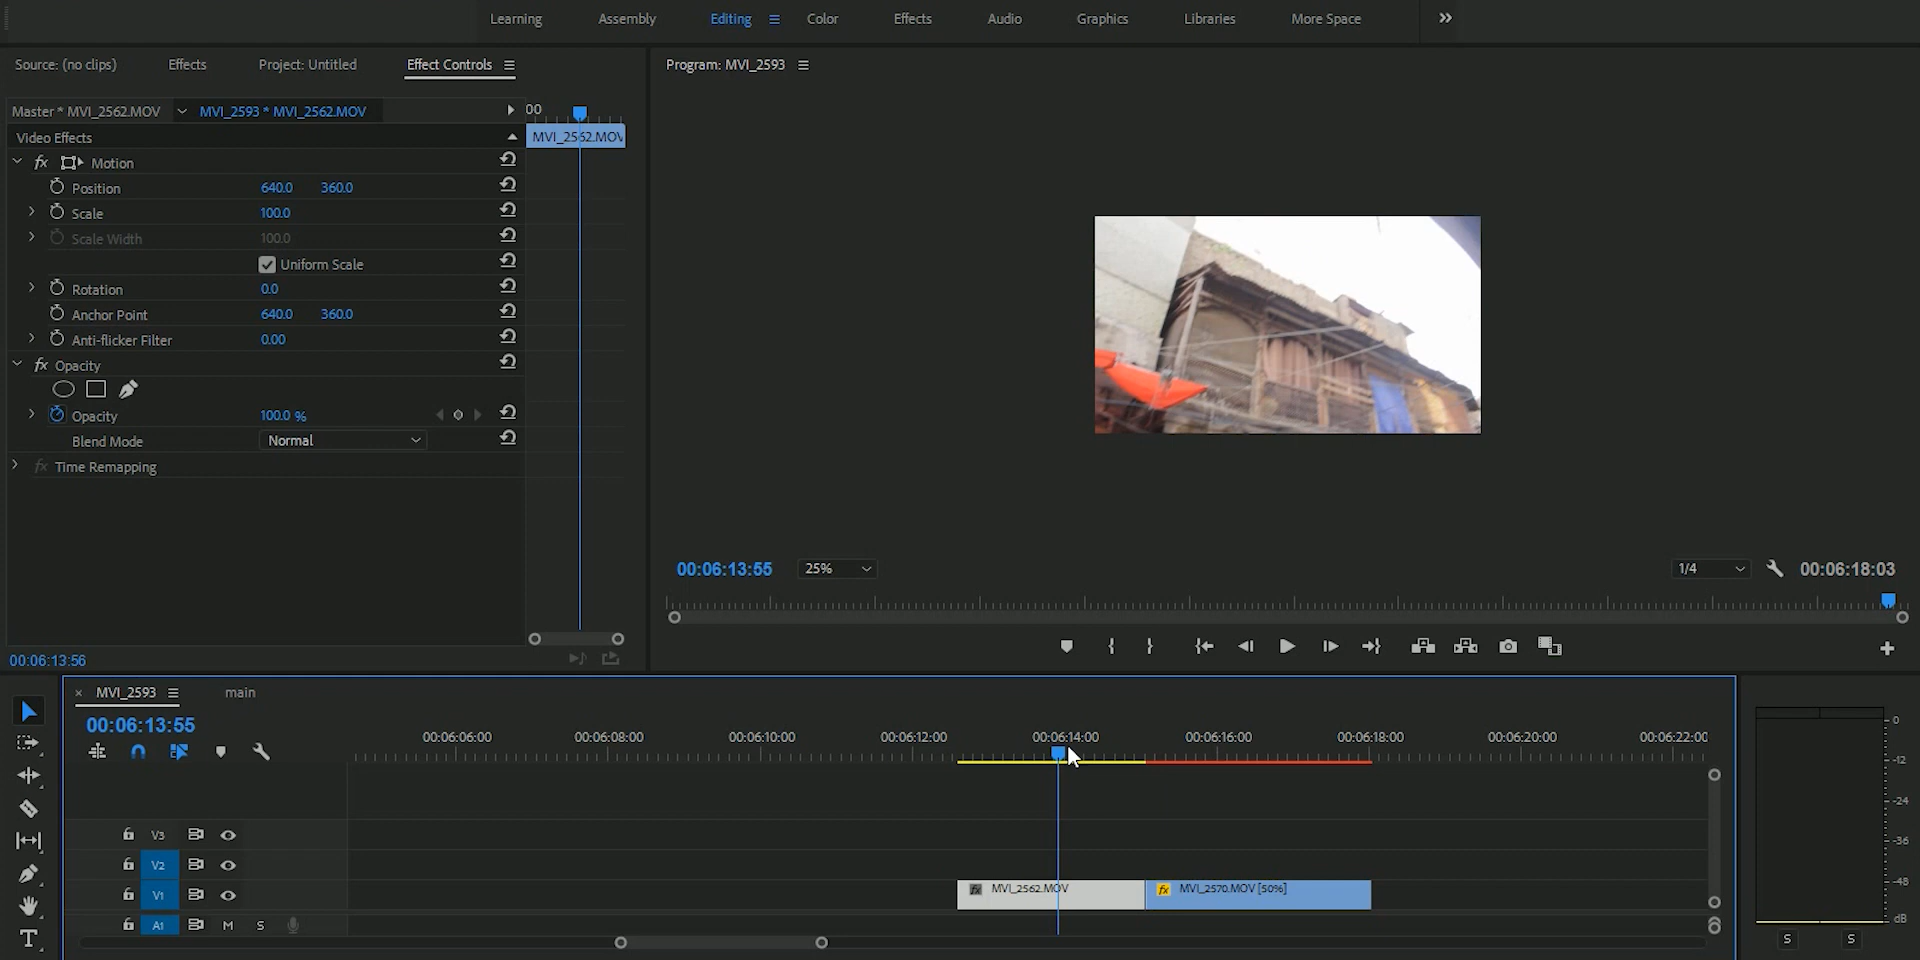 Learning Assembly Editing Color Effects Audio Graphics Libraries More Space
Source: (no clips) Effects Project: Untitled Effect Controls
Program: MVI_2593
Master * MVI_2562.MOV MVI_2593 * MVI_2562.MOV
00
Video Effects
MVI_2562.MOV
fx Motion
Position 640.0 360.0
Scale 100.0
Scale Width 100.0
Uniform Scale
Rotation 0.0
Anchor Point 640.0 360.0
Anti-flicker Filter 0.00
fx Opacity
Opacity 100.0 %
Blend Mode Normal
fx Time Remapping
00:06:13:56
00:06:13:55 25% 1/4 00:06:18:03
MVI_2593 main
00:06:13:55
00:06:06:00 00:06:08:00 00:06:10:00 00:06:12:00 00:06:14:00 00:06:16:00 00:06:18:00 00:06:20:00 00:06:22:00
V3
V2
V1
fx MVI_2562.MOV fx MVI_2570.MOV [50%]
A1 M S
T
0
-12
-24
-36
-48
dB
S S